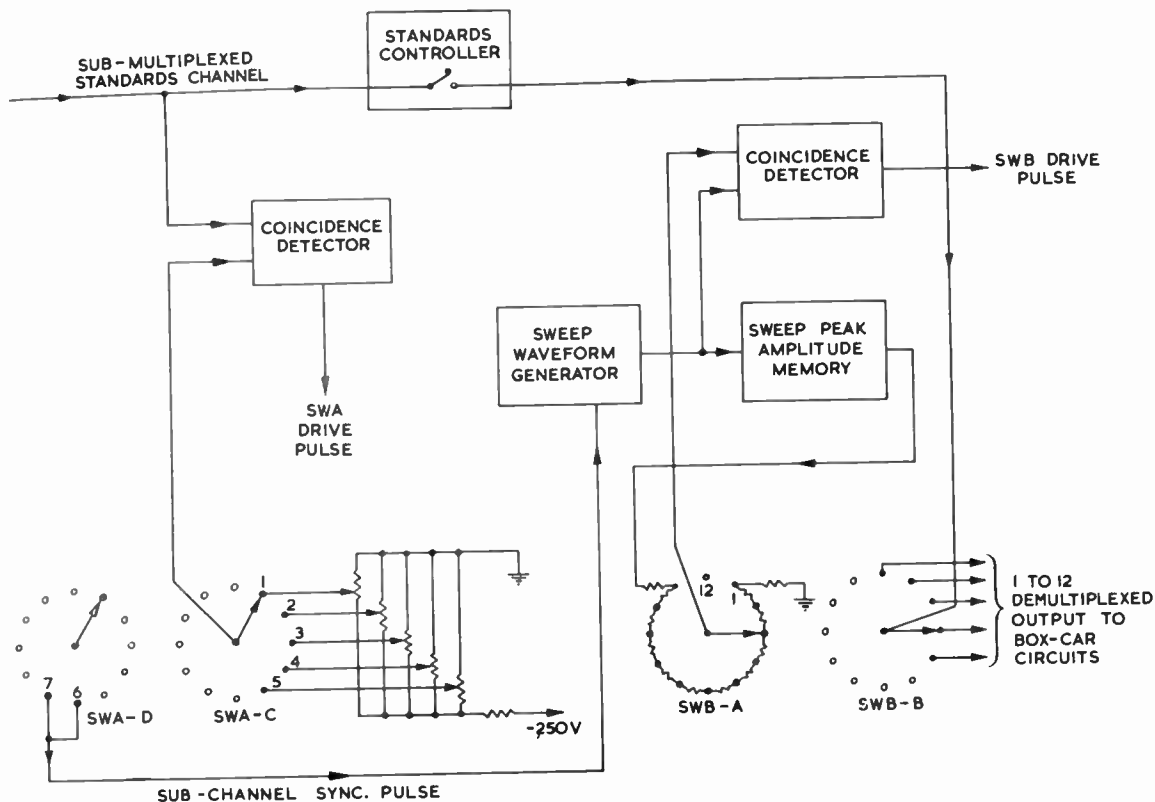 SUB-MULTIPLEXED
STANDARDS CHANNEL
STANDARDS
CONTROLLER
COINCIDENCE
DETECTOR
SWB DRIVE
PULSE
COINCIDENCE
DETECTOR
SWEEP
WAVEFORM
GENERATOR
SWEEP PEAK
AMPLITUDE
MEMORY
SWA
DRIVE
PULSE
1
2
3
4
5
7
6
SWA-D
SWA-C
-250V
12
1
SWB-A
SWB-B
1 TO 12
DEMULTIPLEXED
OUTPUT TO
BOX-CAR
CIRCUITS
SUB-CHANNEL SYNC. PULSE